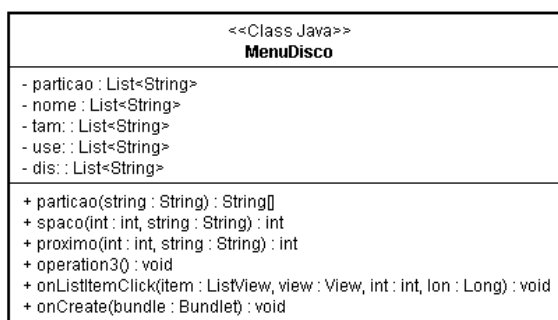 <<Class Java>>
MenuDisco
- particao : List<String>
- nome : List<String>
- tam: : List<String>
- use: : List<String>
- dis: : List<String>
+ particao(string : String) : String[]
+ spaco(int : int, string : String) : int
+ proximo(int : int, string : String) : int
+ operation3() : void
+ onListItemClick(item : ListView, view : View, int : int, lon : Long) : void
+ onCreate(bundle : Bundlet) : void